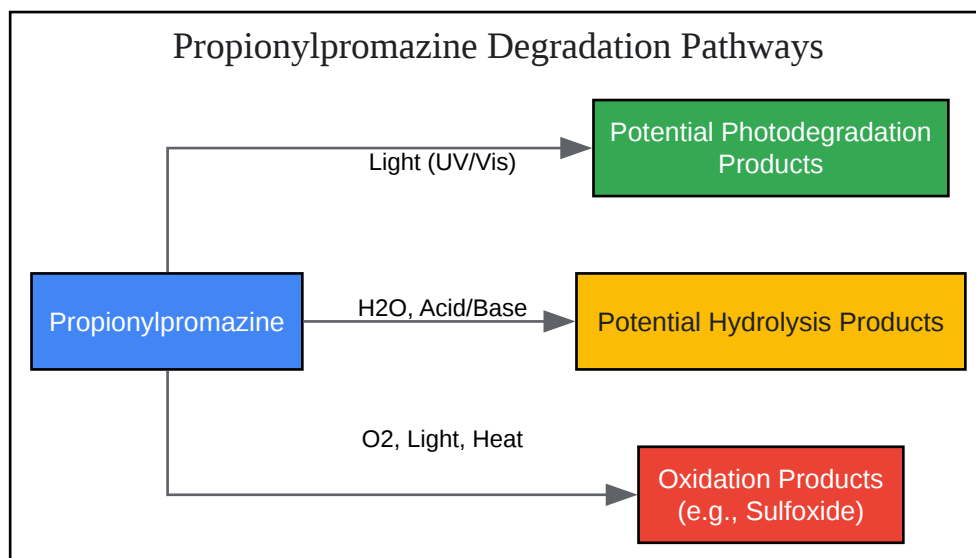 Propionylpromazine Degradation Pathways
Potential Photodegradation
Products
Light (UV/Vis)
Propionylpromazine
H2O, Acid/Base
Potential Hydrolysis Products
O2, Light, Heat
Oxidation Products
(e.g., Sulfoxide)